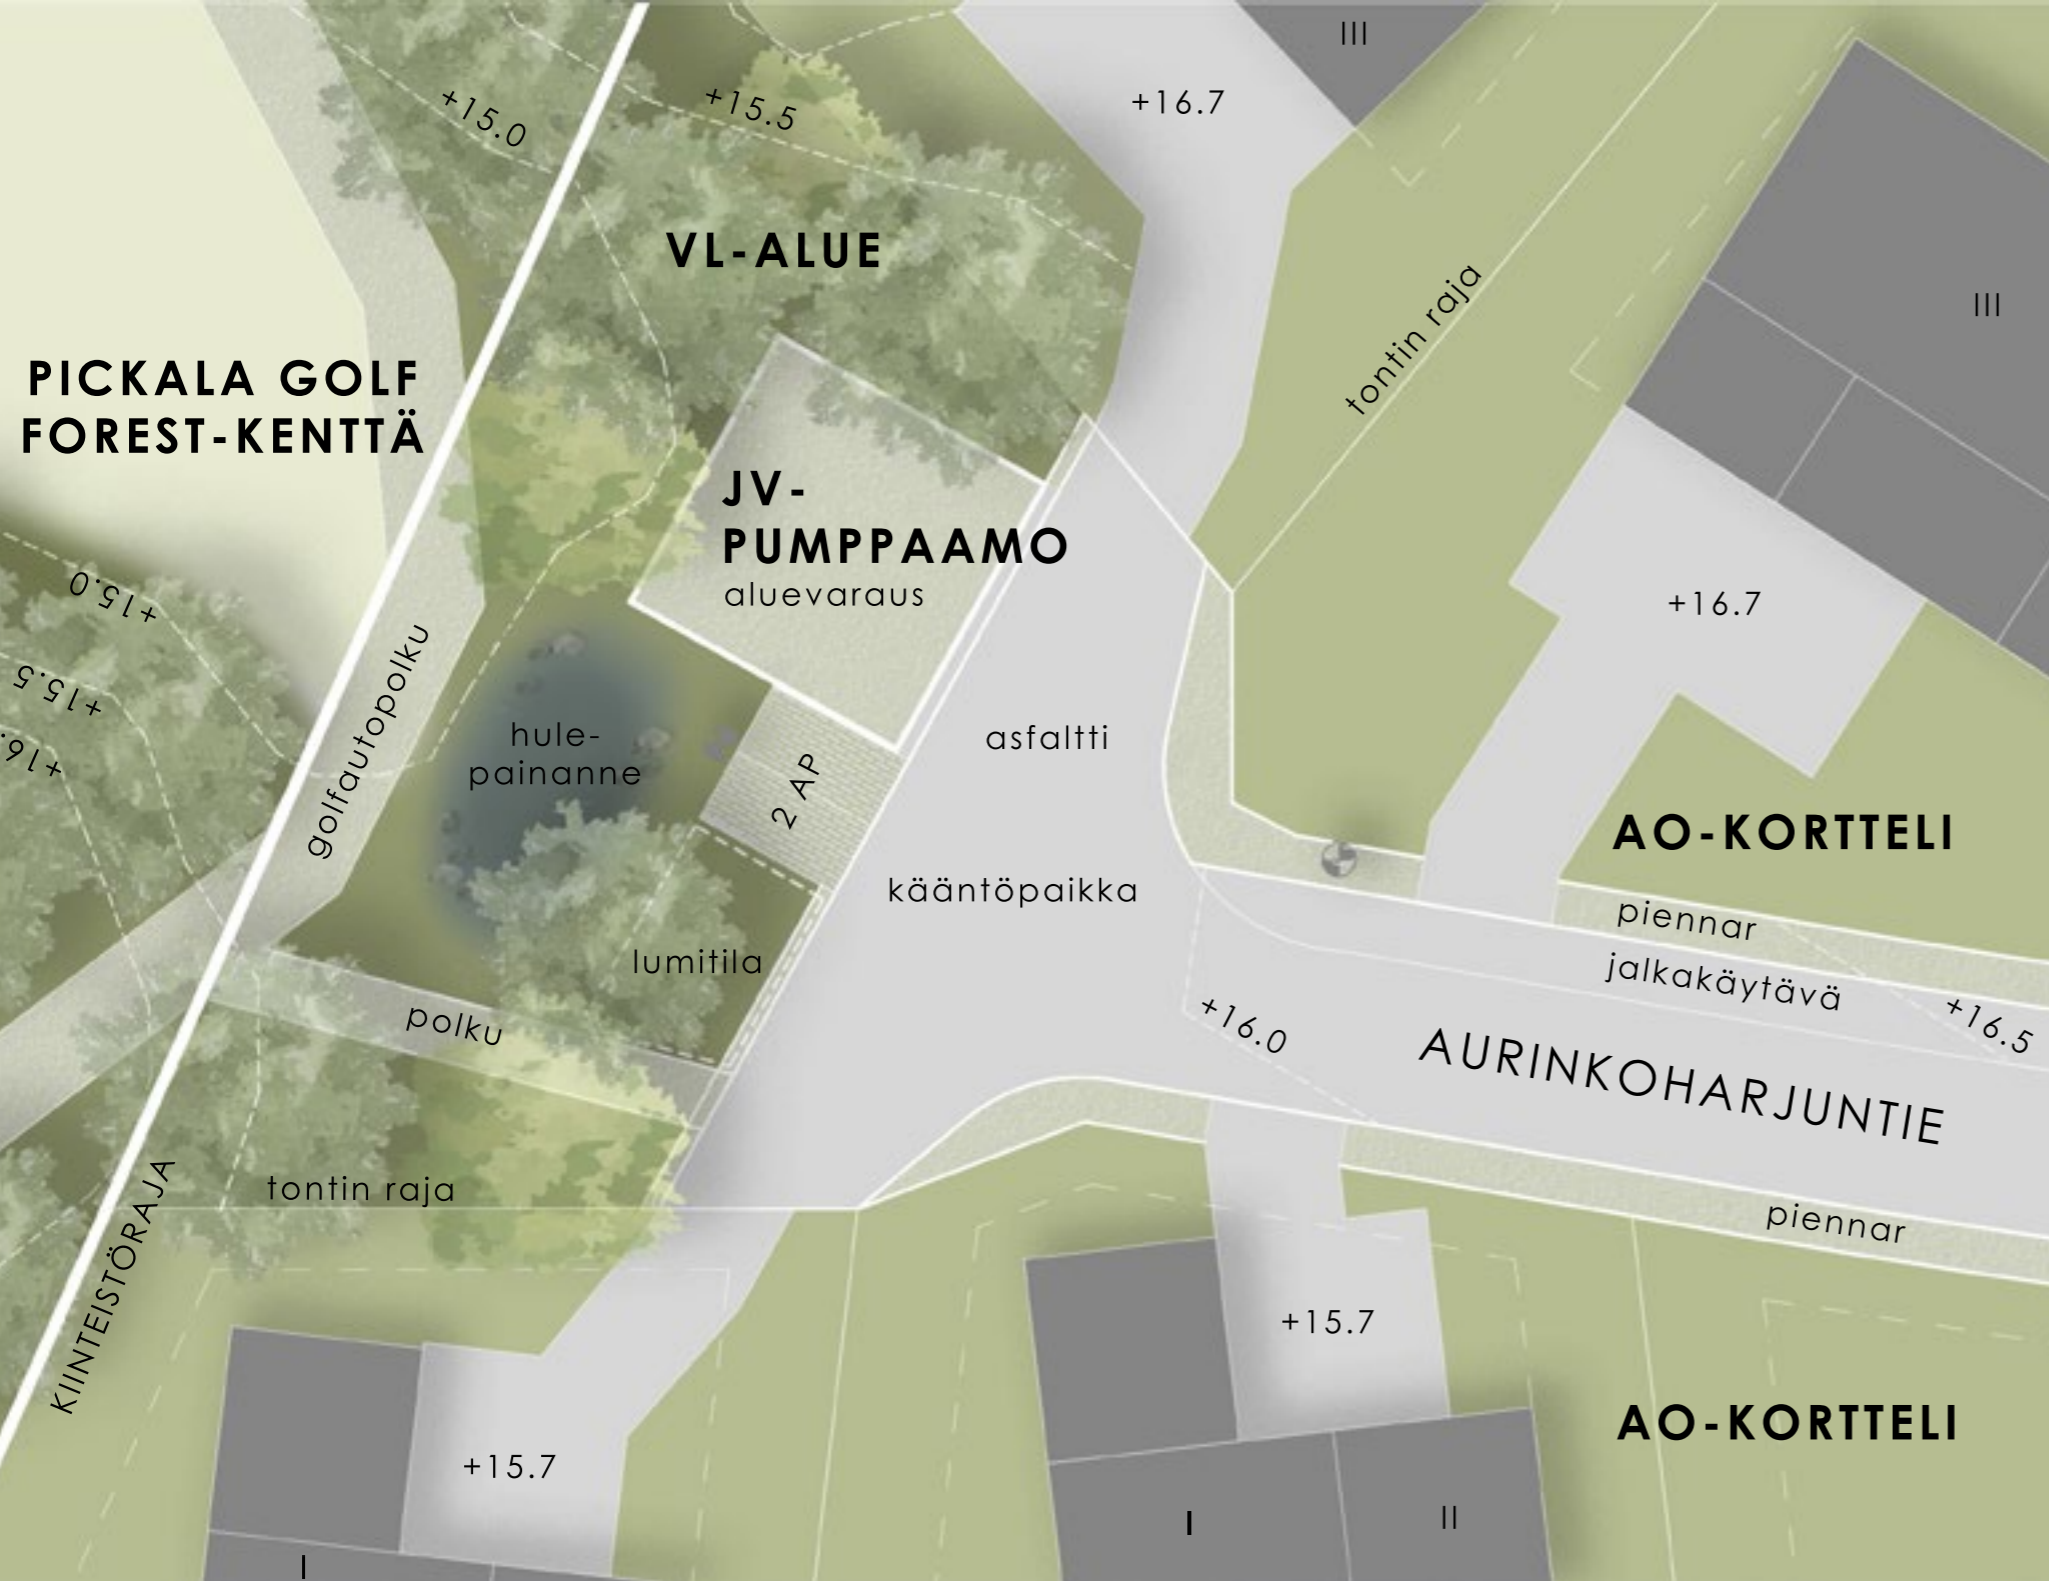 III
+16.7
+15.0
+15.5
VL-ALUE
tontin raja
III
PICKALA GOLF
FOREST-KENTTÄ
JV-
PUMPPAAMO
aluevaraus
+15.0
+15.5
+16.
+16.7
golfautopolku
hule-
painanne
2 AP
asfaltti
kääntöpaikka
AO-KORTTELI
piennar
jalkakäytävä
+16.5
lumitila
polku
+16.0
AURINKOHARJUNTIE
tontin raja
KIINTEISTÖRAJA
piennar
+15.7
+15.7
AO-KORTTELI
I
II
I